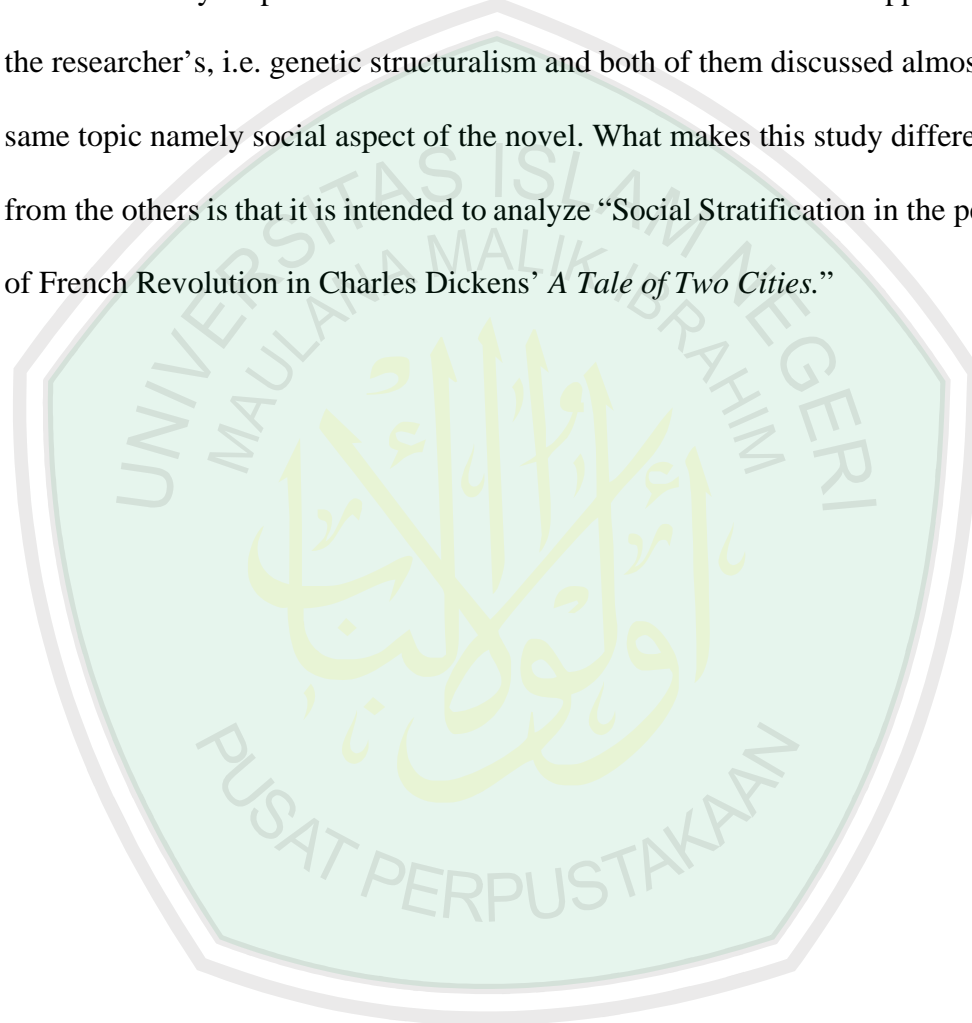 the researcher's, i.e. genetic structuralism and both of them discussed almos
same topic namely social aspect of the novel. What makes this study differe
from the others is that it is intended to analyze “Social Stratification in the pe
of French Revolution in Charles Dickens’ A Tale of Two Cities.”
UNIVERSITAS ISLAM NEGERI
MAULANA MALIK IBRAHIM
أولو الألباب
PUSAT PERPUSTAKAAN